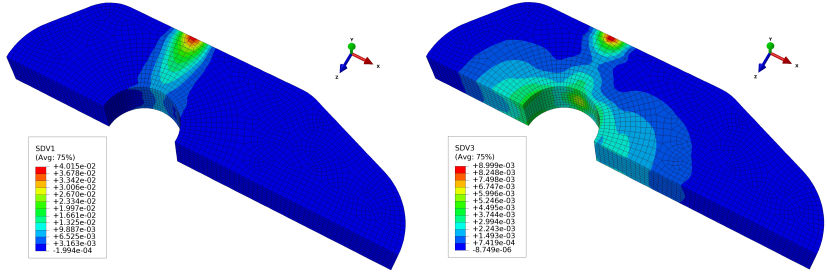 Y
X
Z
SDV1
(Avg: 75%)
+4.015e-02
+3.678e-02
+3.342e-02
+3.006e-02
+2.670e-02
+2.334e-02
+1.997e-02
+1.661e-02
+1.325e-02
+9.887e-03
+6.525e-03
+3.163e-03
-1.994e-04
Y
X
Z
SDV3
(Avg: 75%)
+8.999e-03
+8.248e-03
+7.498e-03
+6.747e-03
+5.996e-03
+5.246e-03
+4.495e-03
+3.744e-03
+2.994e-03
+2.243e-03
+1.493e-03
+7.419e-04
-8.749e-06